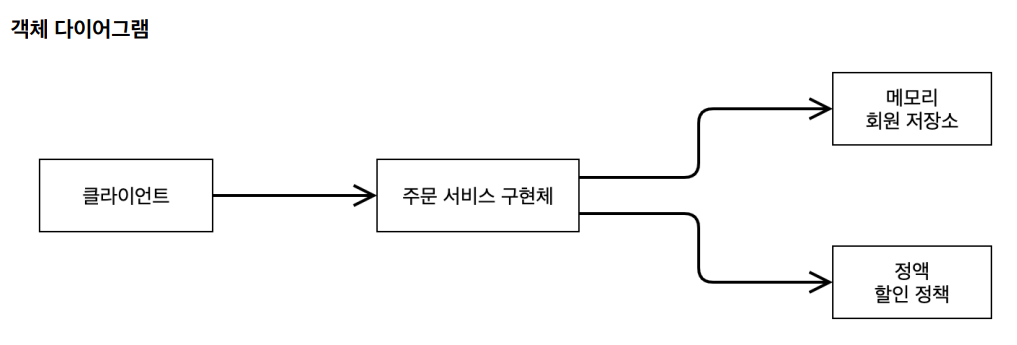 객체 다이어그램
클라이언트
주문 서비스 구현체
메모리
회원 저장소
정액
할인 정책